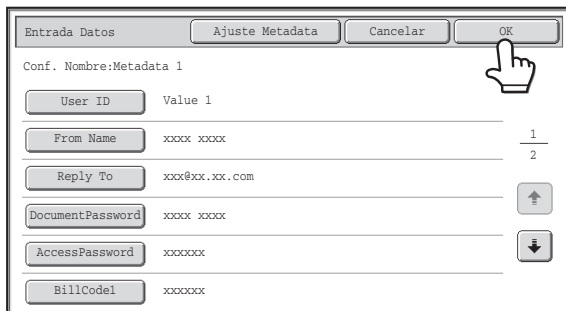 Entrada Datos Ajuste Metadata Cancelar OK
Conf. Nombre:Metadata 1
User ID Value 1
From Name xxxx xxxx
1
2
Reply To xxx@xx.xx.com
DocumentPassword xxxx xxxx
AccessPassword xxxxxx
BillCode1 xxxxxx